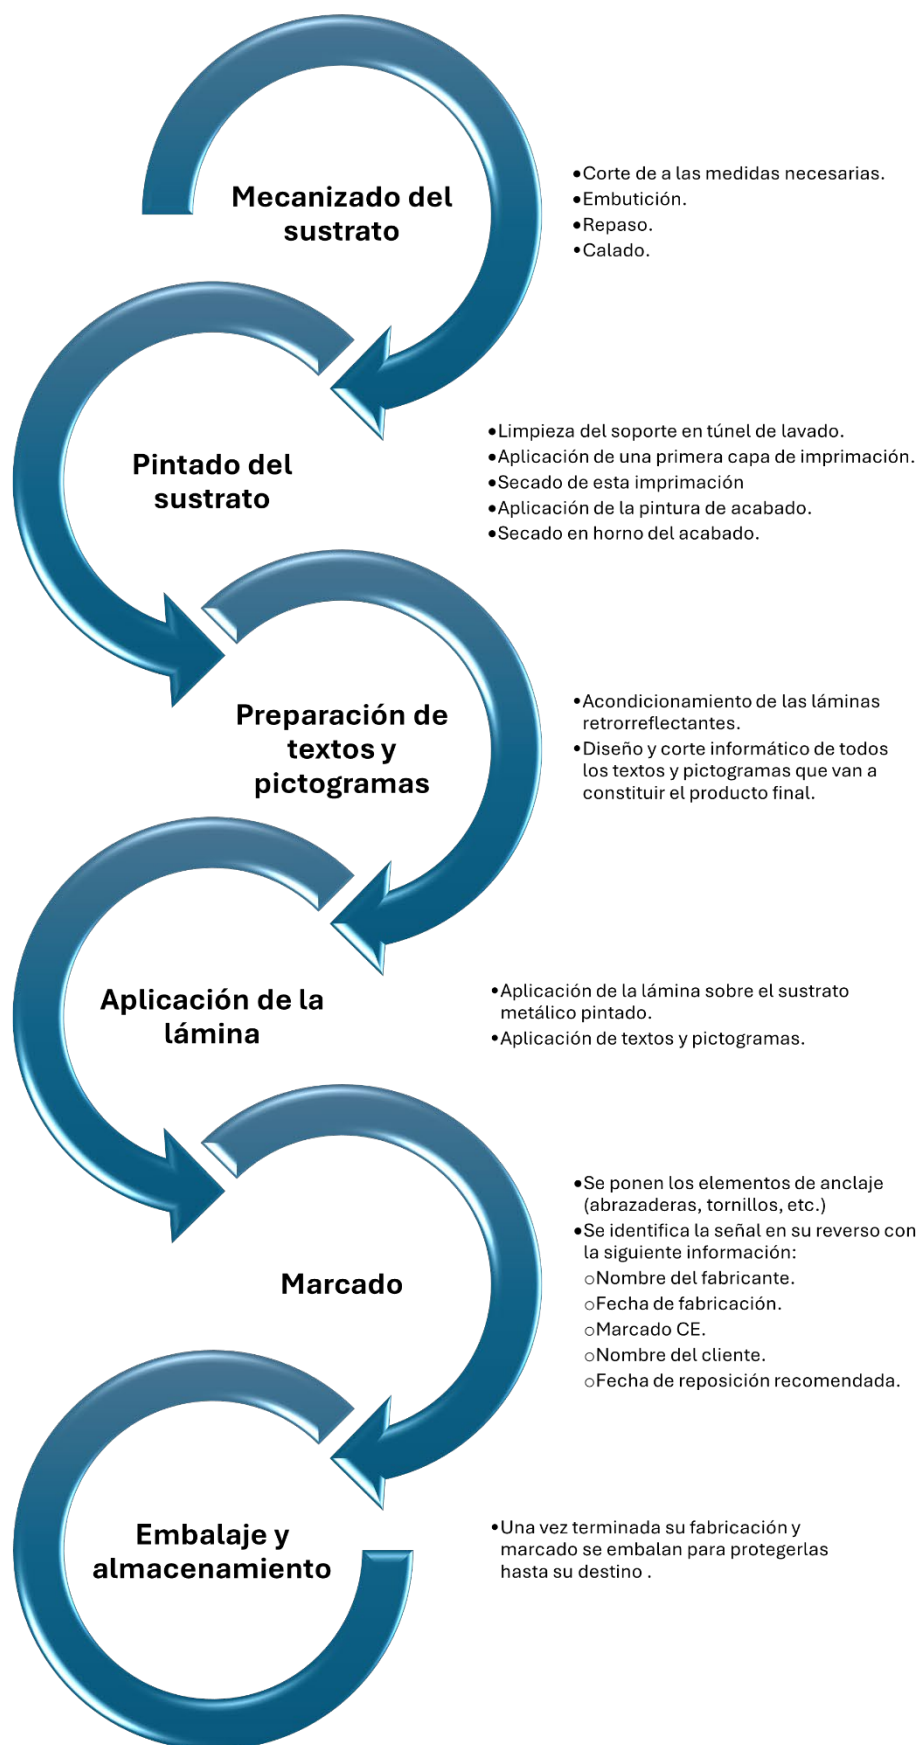 Mecanizado del
sustrato
•Corte de a las medidas necesarias.
•Embutición.
•Repaso.
•Calado.
Pintado del
sustrato
•Limpieza del soporte en túnel de lavado.
•Aplicación de una primera capa de imprimación.
•Secado de esta imprimación
•Aplicación de la pintura de acabado.
•Secado en horno del acabado.
Preparación de
textos y
pictogramas
•Acondicionamiento de las láminas
retrorreflectantes.
•Diseño y corte informático de todos
los textos y pictogramas que van a
constituir el producto final.
Aplicación de la
lámina
•Aplicación de la lámina sobre el sustrato
metálico pintado.
•Aplicación de textos y pictogramas.
Marcado
•Se ponen los elementos de anclaje
(abrazaderas, tornillos, etc.)
•Se identifica la señal en su reverso con
la siguiente información:
oNombre del fabricante.
oFecha de fabricación.
oMarcado CE.
oNombre del cliente.
oFecha de reposición recomendada.
Embalaje y
almacenamiento
•Una vez terminada su fabricación y
marcado se embalan para protegerlas
hasta su destino .